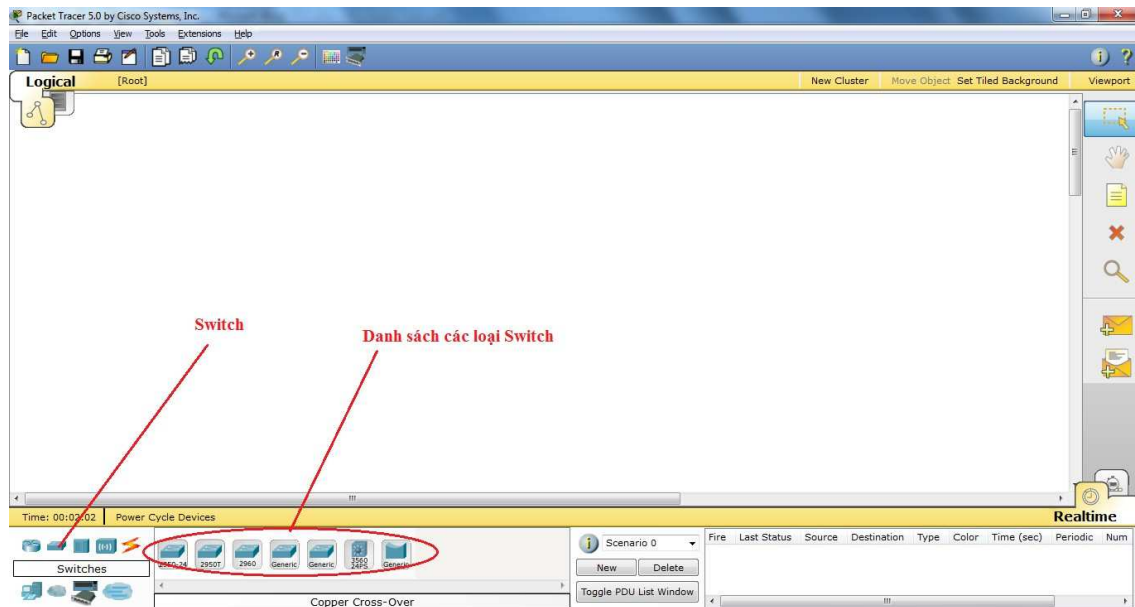 Packet Tracer 5.0 by Cisco Systems, Inc.
File Edit Options View Tools Extensions Help
Logical [Root] New Cluster Move Object Set Tiled Background Viewport
Switch
Danh sách các loại Switch
Time: 00:02:02 Power Cycle Devices Realtime
Switches
2950-24 2950T 2960 Generic Generic 3560 24PS Generic
Copper Cross-Over
Scenario 0
New Delete
Toggle PDU List Window
Fire Last Status Source Destination Type Color Time (sec) Periodic Num